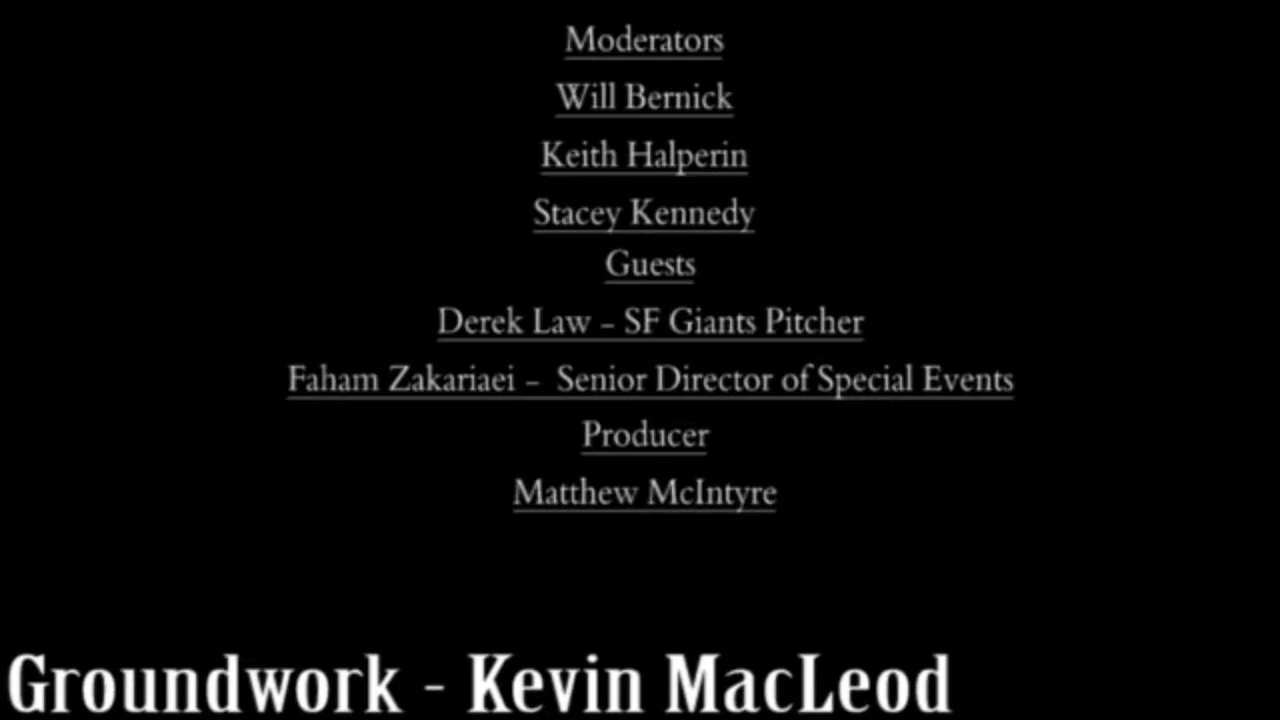 Moderators
Will Bernick
Keith Halperin
Stacey Kennedy
Guests
Derek Law - SF Giants Pitcher
Faham Zakariaei - Senior Director of Special Events
Producer
Matthew McIntyre
Groundwork - Kevin MacLeod